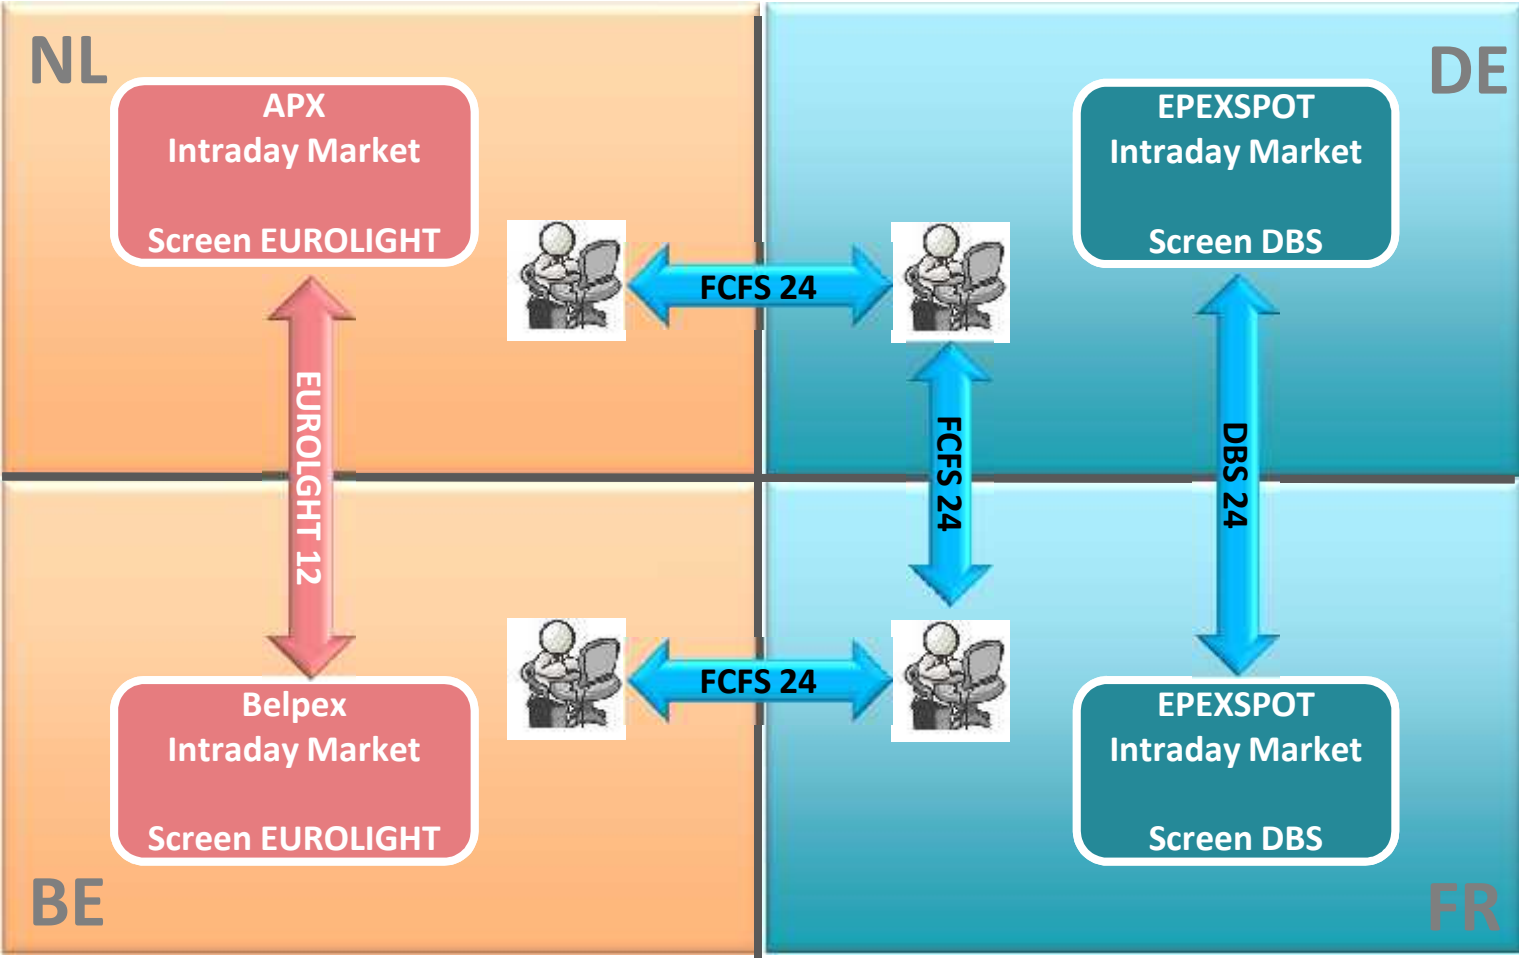 NL
APX
Intraday Market
Screen EUROLIGHT
DE
EPEXSPOT
Intraday Market
Screen DBS
FCFS 24
EUROLGHT 12
FCFS 24
DBS 24
FCFS 24
Belpex
Intraday Market
Screen EUROLIGHT
BE
EPEXSPOT
Intraday Market
Screen DBS
FR